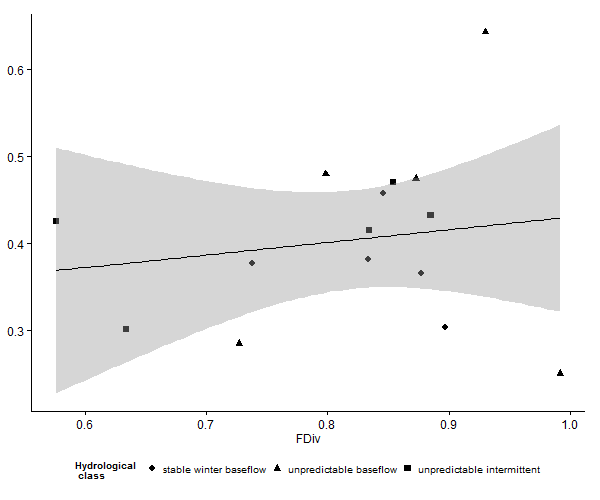 0.6
0.5
0.4
0.3
0.6 0.7 0.8 0.9 1.0
FDiv
Hydrological
class
stable winter baseflow unpredictable baseflow unpredictable intermittent